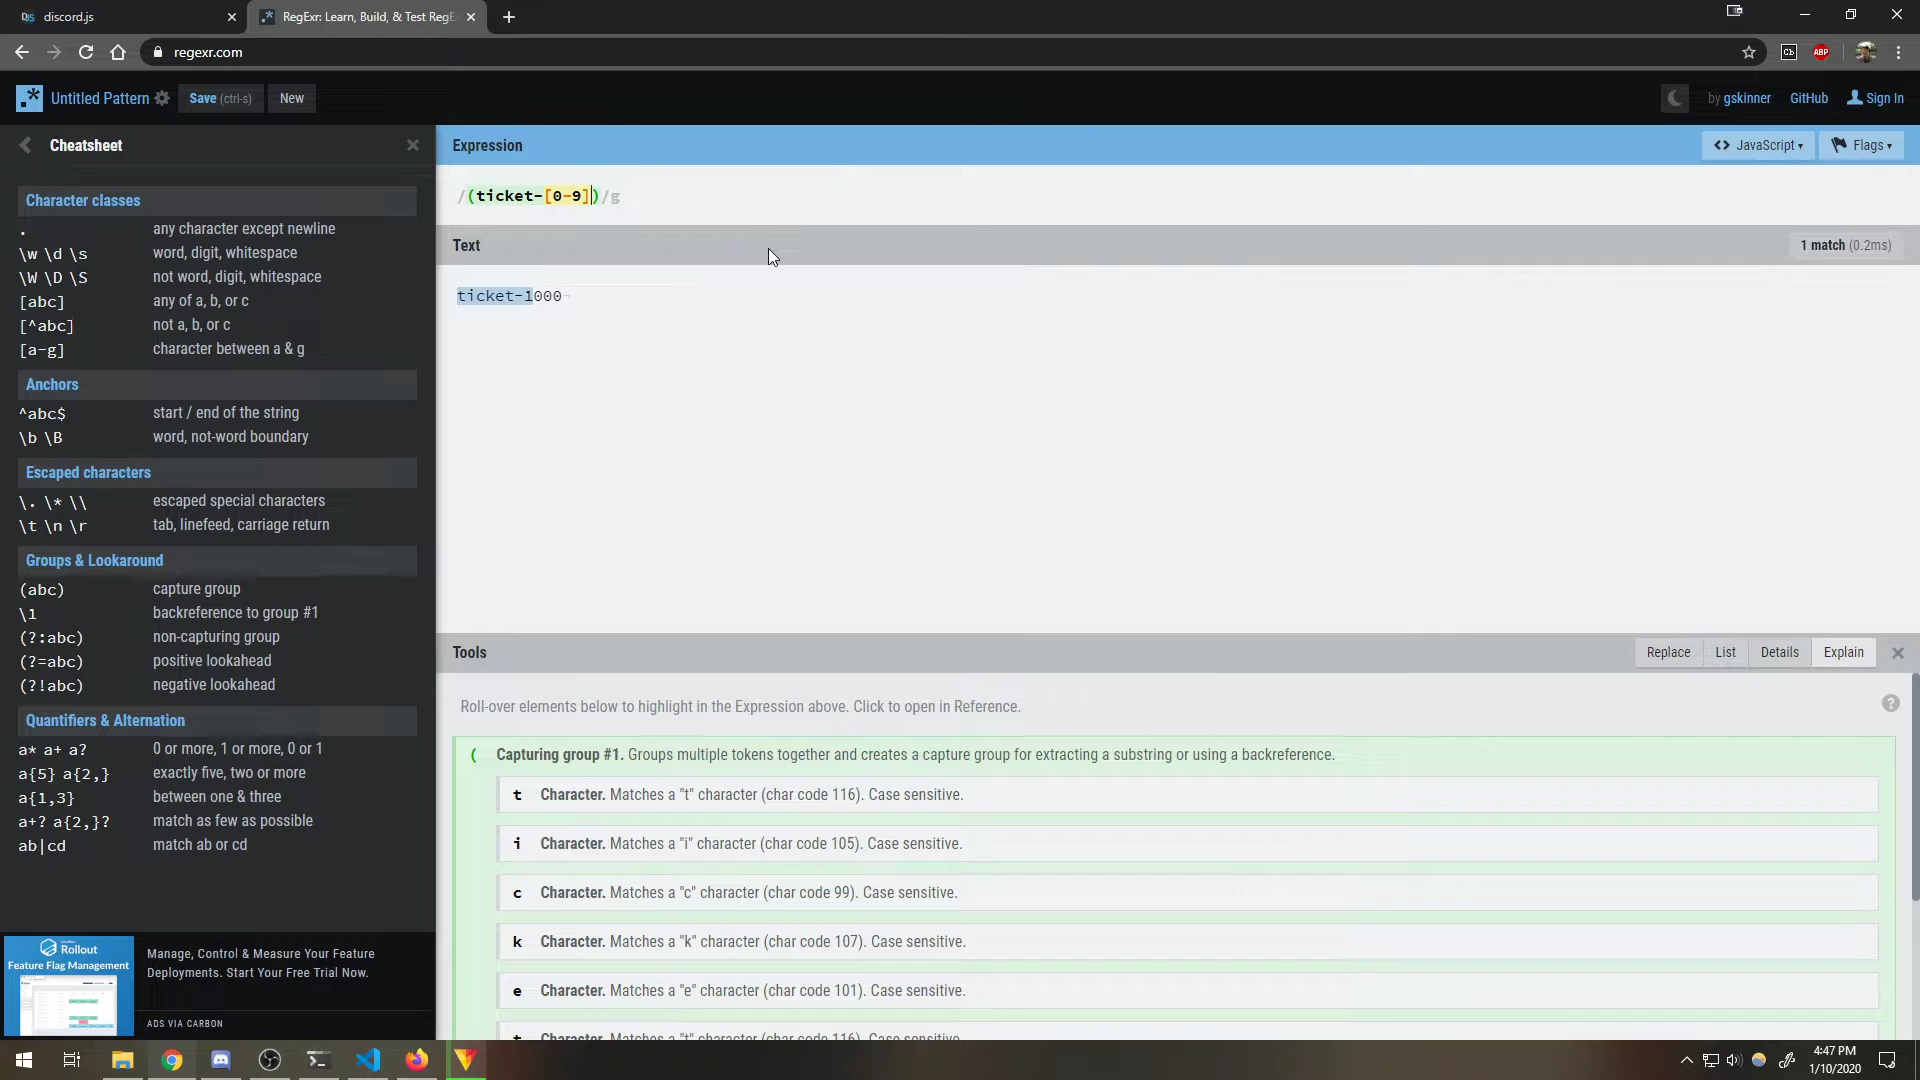 discord.js
RegExr: Learn, Build, & Test RegE
regexr.com
ABP
Untitled Pattern
Save (ctrl-s)
New
by gskinner
GitHub
Sign In
Cheatsheet
Character classes
. any character except newline
\w \d \s word, digit, whitespace
\W \D \S not word, digit, whitespace
[abc] any of a, b, or c
[^abc] not a, b, or c
[a-g] character between a & g
Anchors
^abc$ start / end of the string
\b \B word, not-word boundary
Escaped characters
\. \* \\ escaped special characters
\t \n \r tab, linefeed, carriage return
Groups & Lookaround
(abc) capture group
\1 backreference to group #1
(?:abc) non-capturing group
(?=abc) positive lookahead
(?!abc) negative lookahead
Quantifiers & Alternation
a* a+ a? 0 or more, 1 or more, 0 or 1
a{5} a{2,} exactly five, two or more
a{1,3} between one & three
a+? a{2,}? match as few as possible
ab|cd match ab or cd
Rollout
Feature Flag Management
Manage, Control & Measure Your Feature
Deployments. Start Your Free Trial Now.
ADS VIA CARBON
Expression
<> JavaScript
Flags
/(ticket-[0-9])/g
Text
1 match (0.2ms)
ticket-1000
Tools
Replace
List
Details
Explain
Roll-over elements below to highlight in the Expression above. Click to open in Reference.
?
( Capturing group #1. Groups multiple tokens together and creates a capture group for extracting a substring or using a backreference.
t Character. Matches a "t" character (char code 116). Case sensitive.
i Character. Matches a "i" character (char code 105). Case sensitive.
c Character. Matches a "c" character (char code 99). Case sensitive.
k Character. Matches a "k" character (char code 107). Case sensitive.
e Character. Matches a "e" character (char code 101). Case sensitive.
t Character. Matches a "t" character (char code 116). Case sensitive.
4:47 PM
1/10/2020